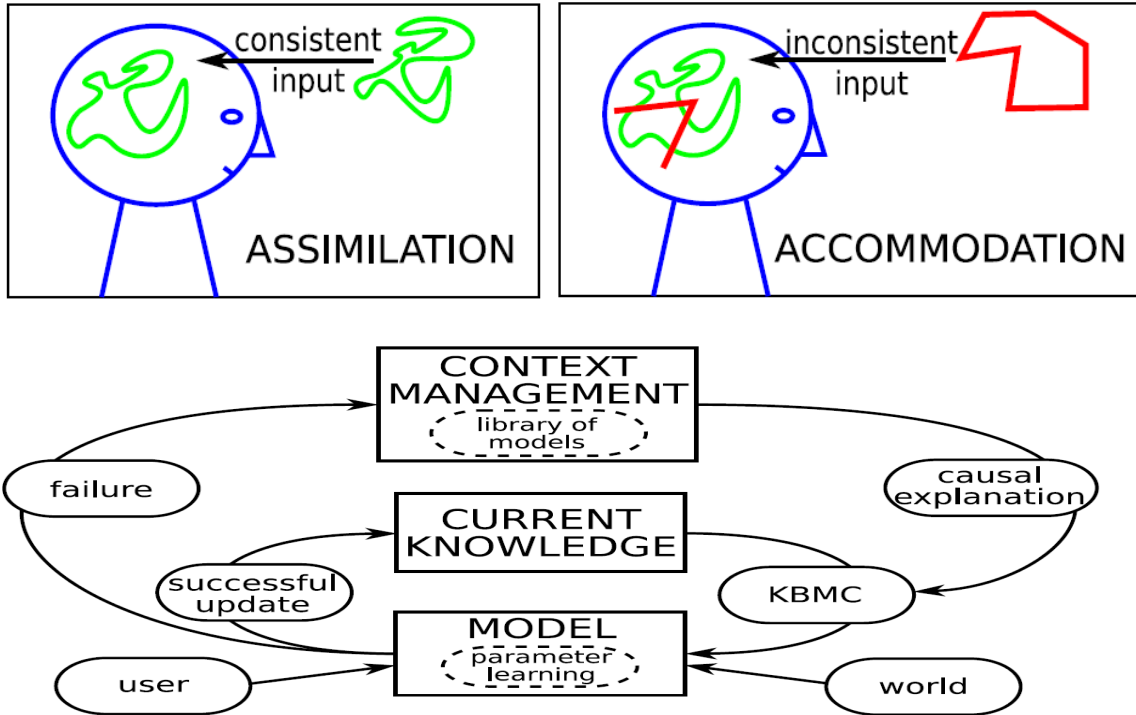 consistent
input
ASSIMILATION
inconsistent
input
ACCOMMODATION
CONTEXT
MANAGEMENT
library of
models
failure
causal
explanation
CURRENT
KNOWLEDGE
successful
update
KBMC
MODEL
parameter
learning
user
world